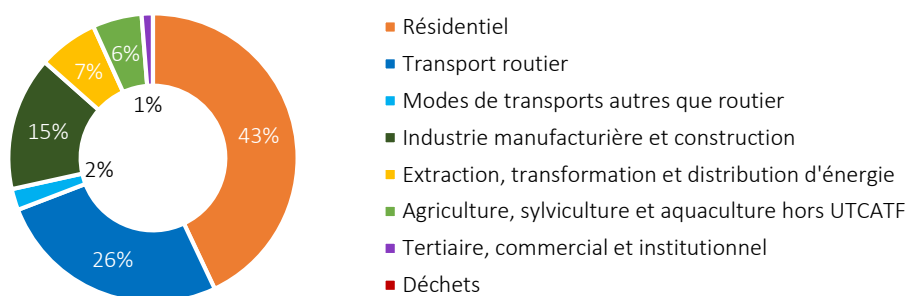 6%
7%
1%
15%
43%
2%
26%
Résidentiel
Transport routier
Modes de transports autres que routier
Industrie manufacturière et construction
Extraction, transformation et distribution d'énergie
Agriculture, sylviculture et aquaculture hors UTCATF
Tertiaire, commercial et institutionnel
Déchets